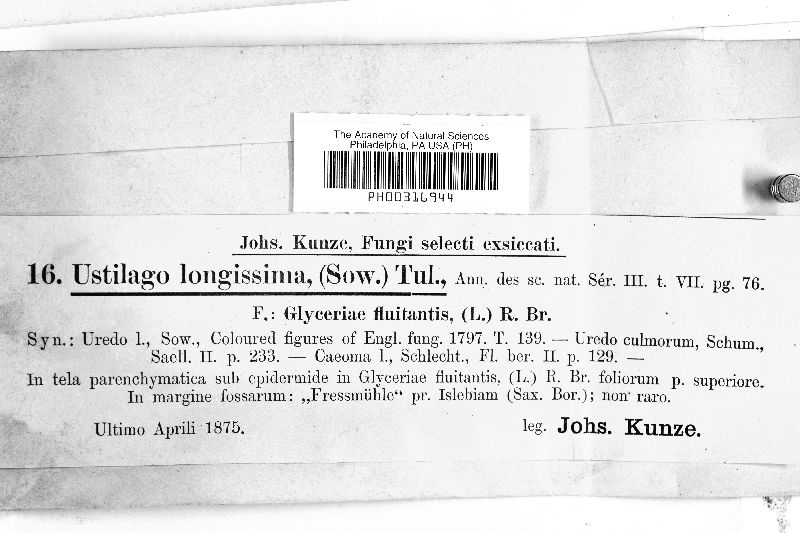 The Academy of Natural Sciences
Philadelphia, PA USA (PH)
PH00316944
Johs. Kunze, Fungi selecti exsiccati.
16. Ustilago longissima, (Sow.) Tul., Ann. des sc. nat. Sér. III. t. VII. pg. 76.
F.: Glyceriae fluitantis, (L.) R. Br.
Syn.: Uredo l., Sow., Coloured figures of Engl. fung. 1797. T. 139. — Uredo culmorum, Schum.,
Saell. II. p. 233. — Caeoma l., Schlecht., Fl. ber. II. p. 129. —
In tela parenchymatica sub epidermide in Glyceriae fluitantis, (L.) R. Br. foliorum p. superiore.
In margine fossarum: „Fressmühle“ pr. Islebiam (Sax. Bor.); non raro.
Ultimo Aprili 1875.
leg. Johs. Kunze.